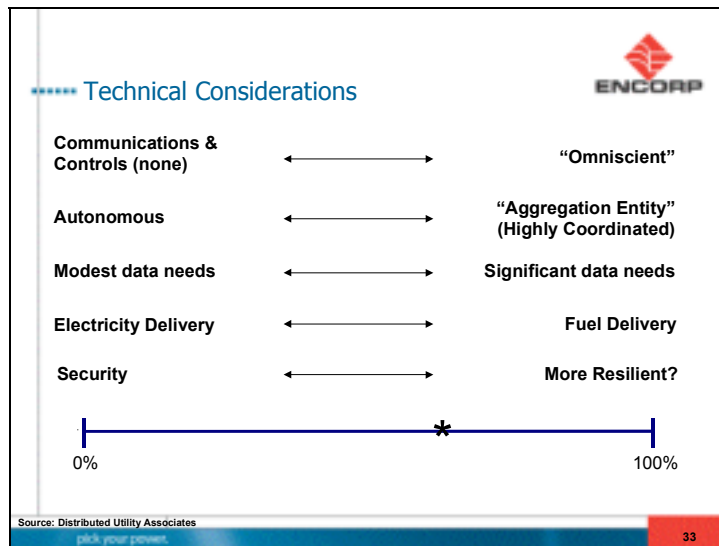 ENCORP
Technical Considerations
Communications &
Controls (none)
“Omniscient”
Autonomous
“Aggregation Entity”
(Highly Coordinated)
Modest data needs
Significant data needs
Electricity Delivery
Fuel Delivery
Security
More Resilient?
*
0%
100%
Source: Distributed Utility Associates
pick your power.
33